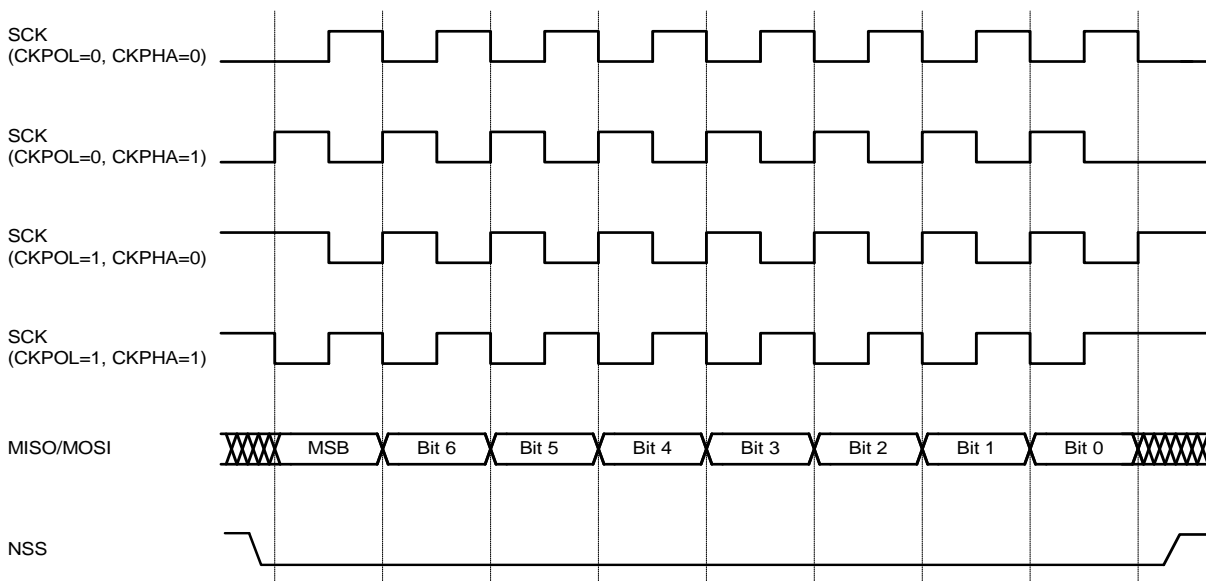 SCK
(CKPOL=0, CKPHA=0)
SCK
(CKPOL=0, CKPHA=1)
SCK
(CKPOL=1, CKPHA=0)
SCK
(CKPOL=1, CKPHA=1)
MISO/MOSI MSB Bit 6 Bit 5 Bit 4 Bit 3 Bit 2 Bit 1 Bit 0
NSS